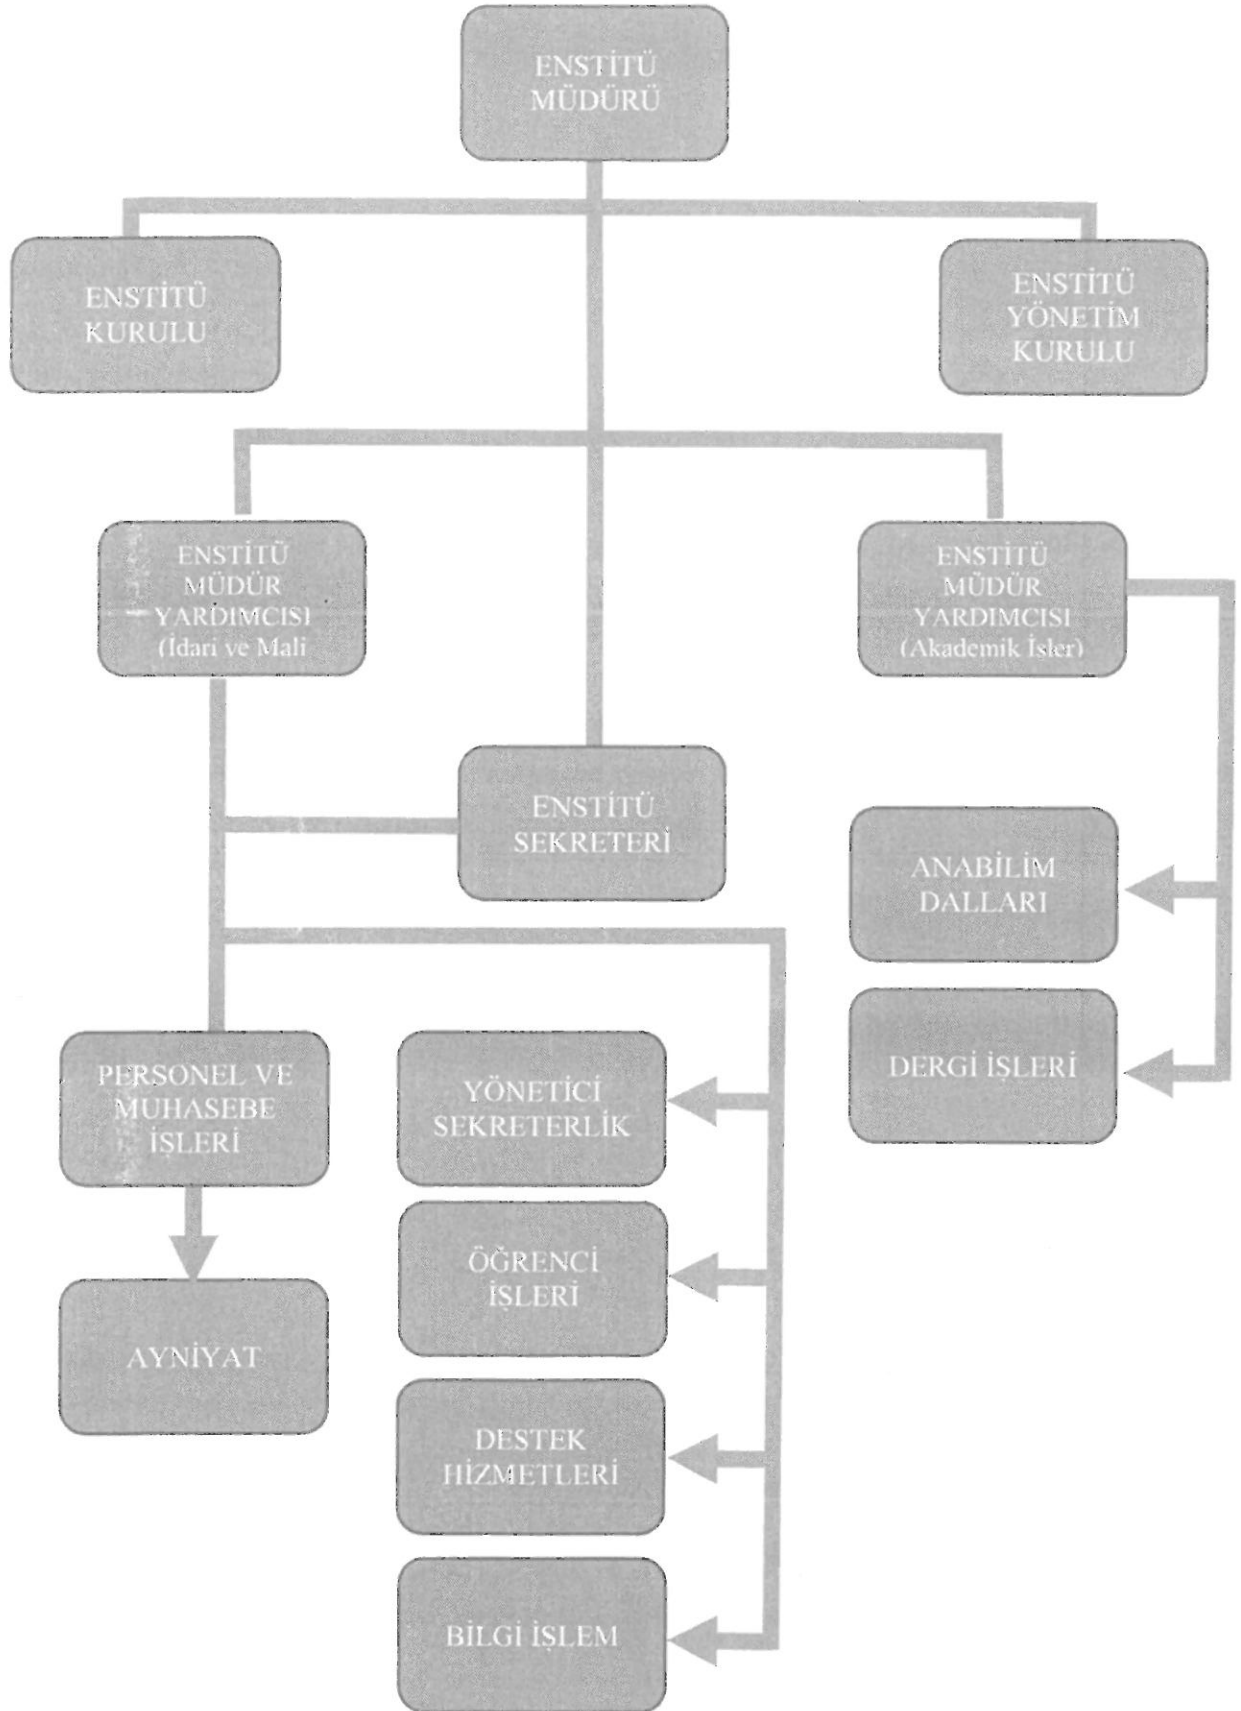 ENSTİTÜ
MÜDÜRÜ
ENSTİTÜ
KURULU
ENSTİTÜ
YÖNETİM
KURULU
ENSTİTÜ
MÜDÜR
YARDIMCISI
(İdari ve Mali
ENSTİTÜ
MÜDÜR
YARDIMCISI
(Akademik İsler)
ENSTİTÜ
SEKRETERİ
ANABİLİM
DALLARI
DERGİ İŞLERİ
PERSONEL VE
MUHASEBE
İŞLERİ
YÖNETİCİ
SEKRETERLİK
ÖĞRENCİ
İŞLERİ
AYNİYAT
DESTEK
HİZMETLERİ
BİLGİ İŞLEM